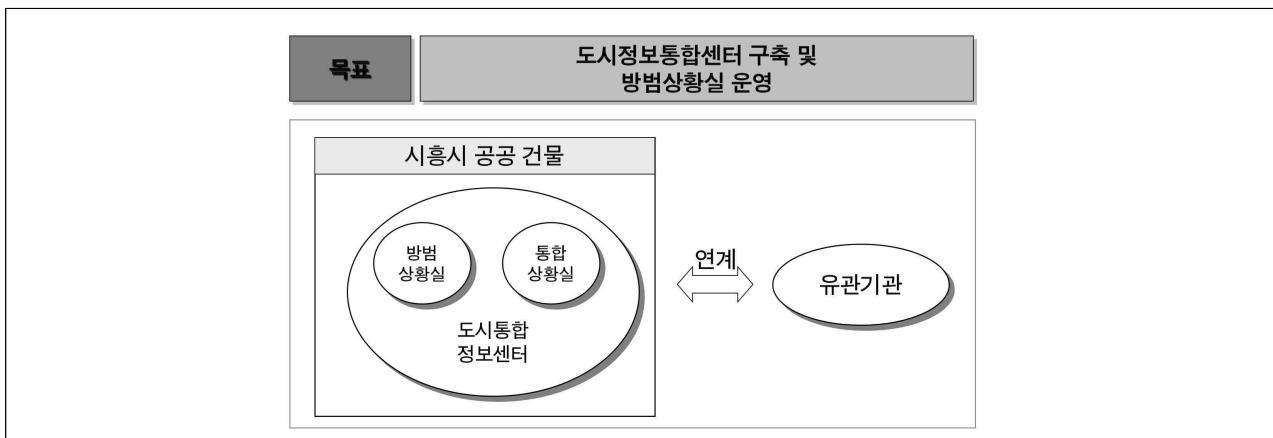 목표
도시정보통합센터 구축 및
방범상황실 운영
시흥시 공공 건물
방범
상황실
통합
상황실
도시통합
정보센터
연계
유관기관